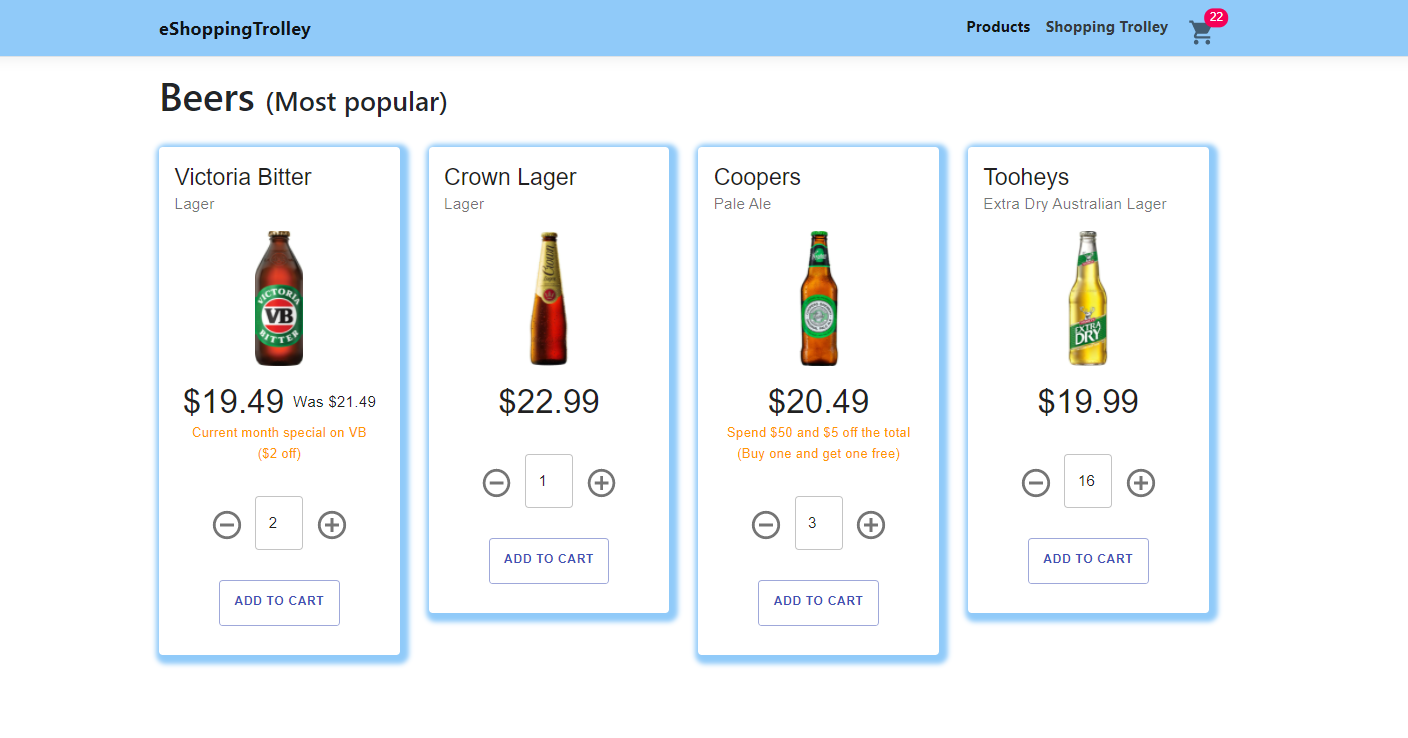 eShoppingTrolley
Products
Shopping Trolley
22
Beers (Most popular)
Victoria Bitter
Lager
VICTORIA
VB
BITTER
$19.49 Was $21.49
Current month special on VB
($2 off)
2
ADD TO CART
Crown Lager
Lager
Crown
$22.99
1
ADD TO CART
Coopers
Pale Ale
$20.49
Spend $50 and $5 off the total
(Buy one and get one free)
3
ADD TO CART
Tooheys
Extra Dry Australian Lager
EXTRA
DRY
$19.99
16
ADD TO CART